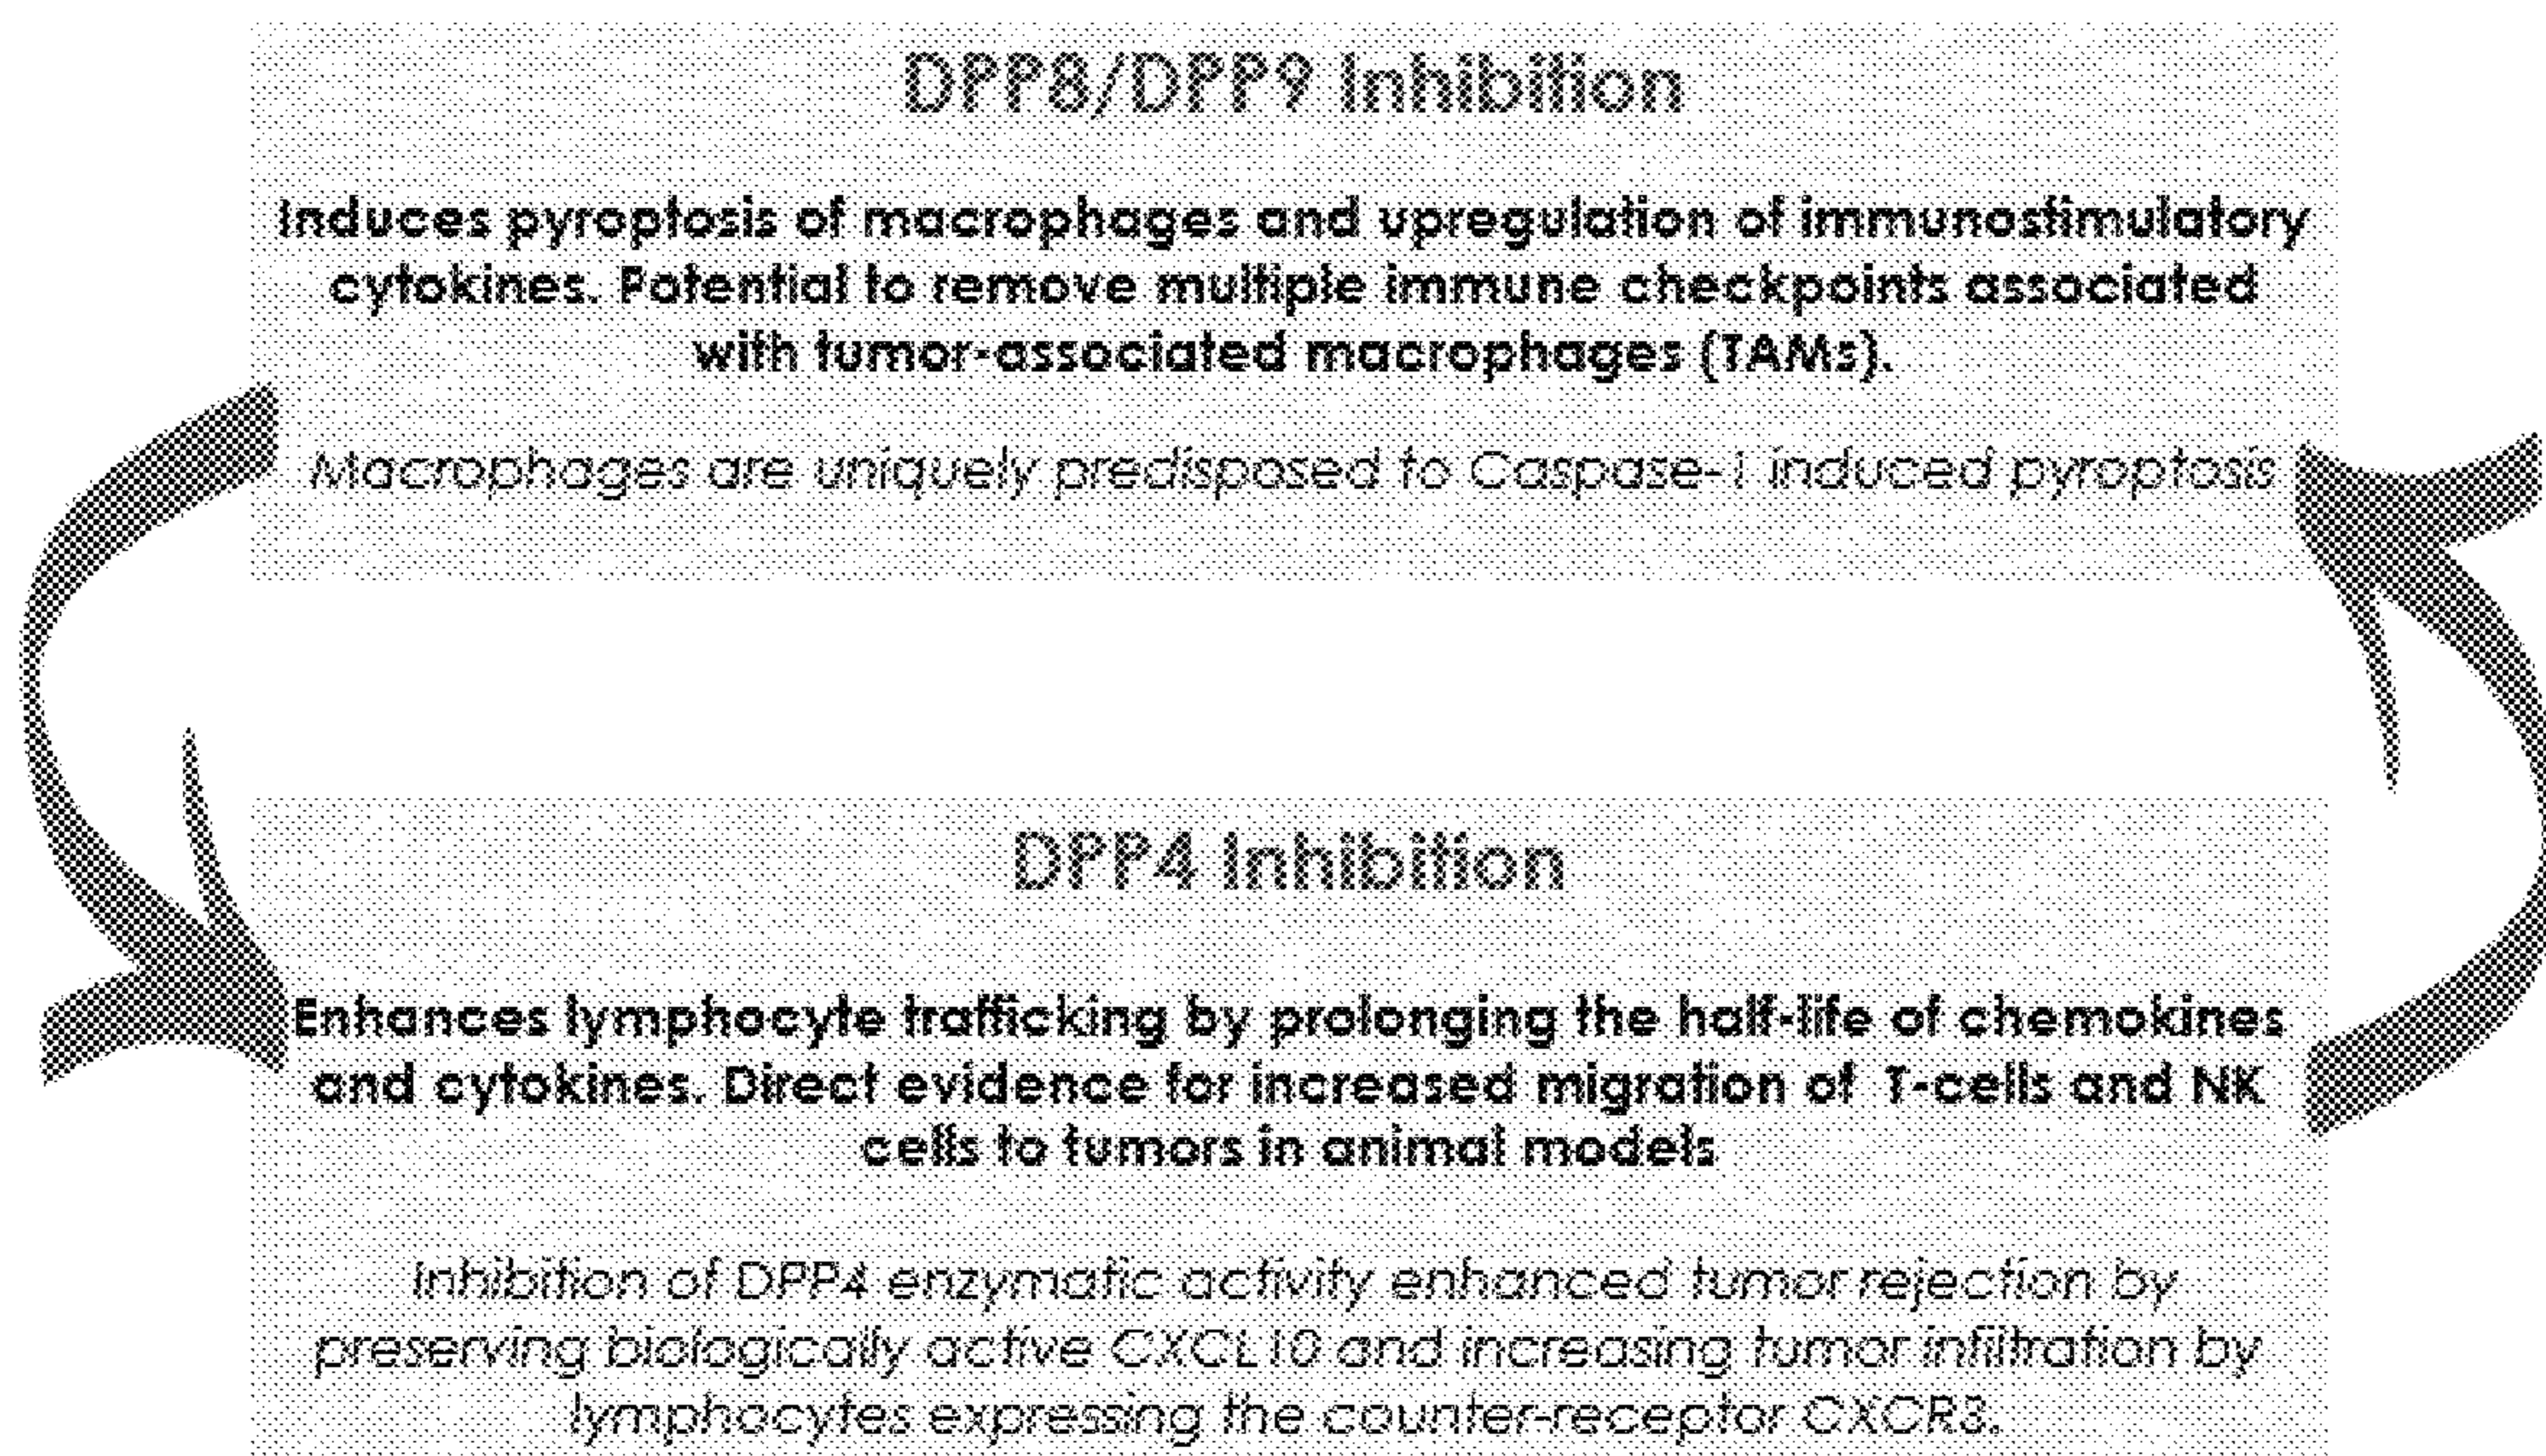 DPP8/DPP9 Inhibition
Induces pyroptosis of macrophages and upregulation of immunostimulatory
cytokines. Potential to remove multiple immune checkpoints associated
with tumor-associated macrophages (TAMs).
Macrophages are uniquely predisposed to Caspase-1 induced pyroptosis
DPP4 Inhibition
Enhances lymphocyte trafficking by prolonging the half-life of chemokines
and cytokines. Direct evidence for increased migration of T-cells and NK
cells to tumors in animal models
Inhibition of DPP4 enzymatic activity enhanced tumor rejection by
preserving biologically active CXCL10 and increasing tumor infiltration by
lymphocytes expressing the counter-receptor CXCR3.